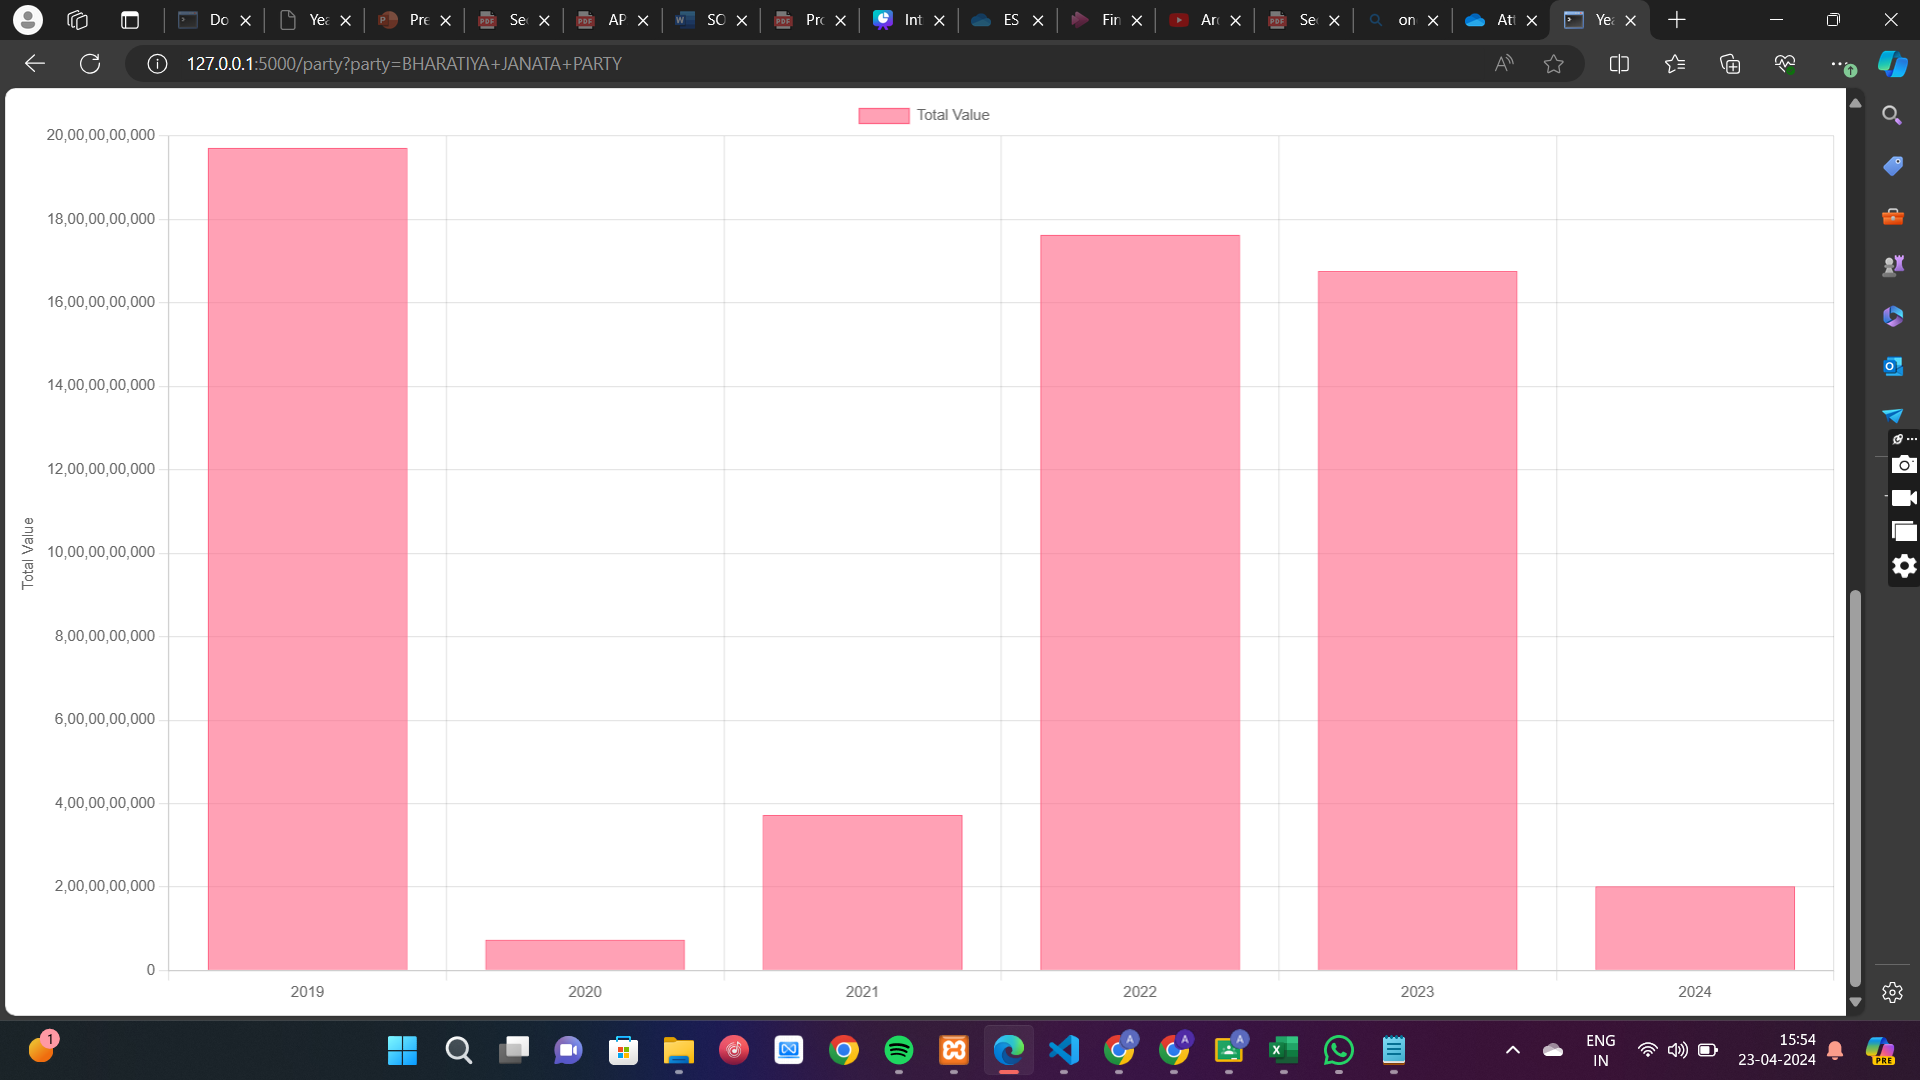 Do
Yea
Pre
Sec
AP
SO
Pro
Int
ES
Fin
Arc
Sec
on
Att
Yea
127.0.0.1:5000/party?party=BHARATIYA+JANATA+PARTY
Total Value
20,00,00,00,000
18,00,00,00,000
16,00,00,00,000
14,00,00,00,000
12,00,00,00,000
10,00,00,00,000
8,00,00,00,000
6,00,00,00,000
4,00,00,00,000
2,00,00,00,000
0
Total Value
2019
2020
2021
2022
2023
2024
1
A
A
A
ENG
IN
15:54
23-04-2024
PRE